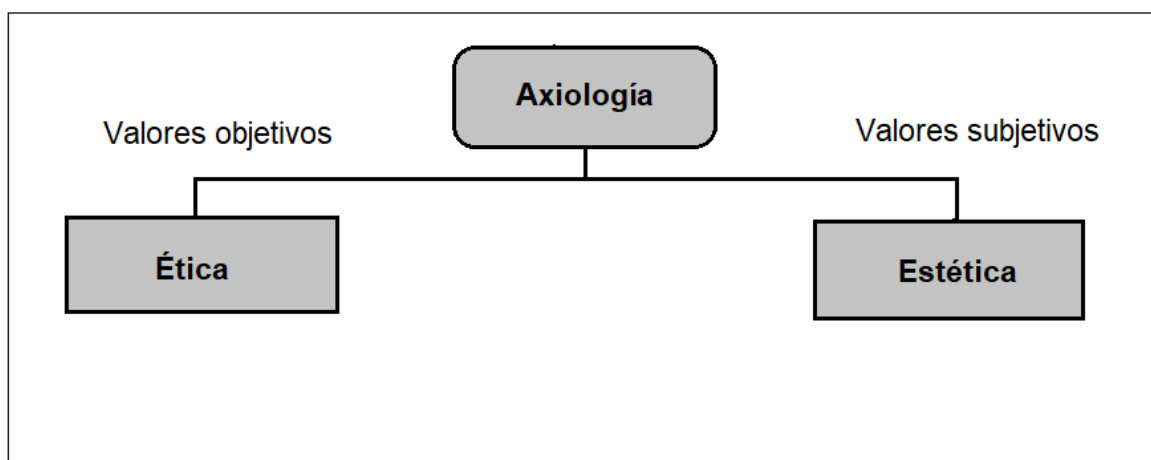 Axiología
Valores objetivos
Valores subjetivos
Ética
Estética